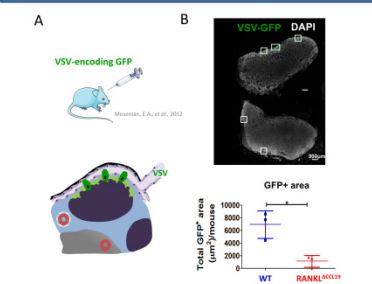 A
VSV-encoding GFP
Moseman, E.A., et al., 2012
VSV
B
VSV-GFP DAPI
300µm
GFP+ area
Total GFP+ area
(µm²)/mouse
10000
8000
6000
4000
2000
0
*
WT
RANKLΔCCL19